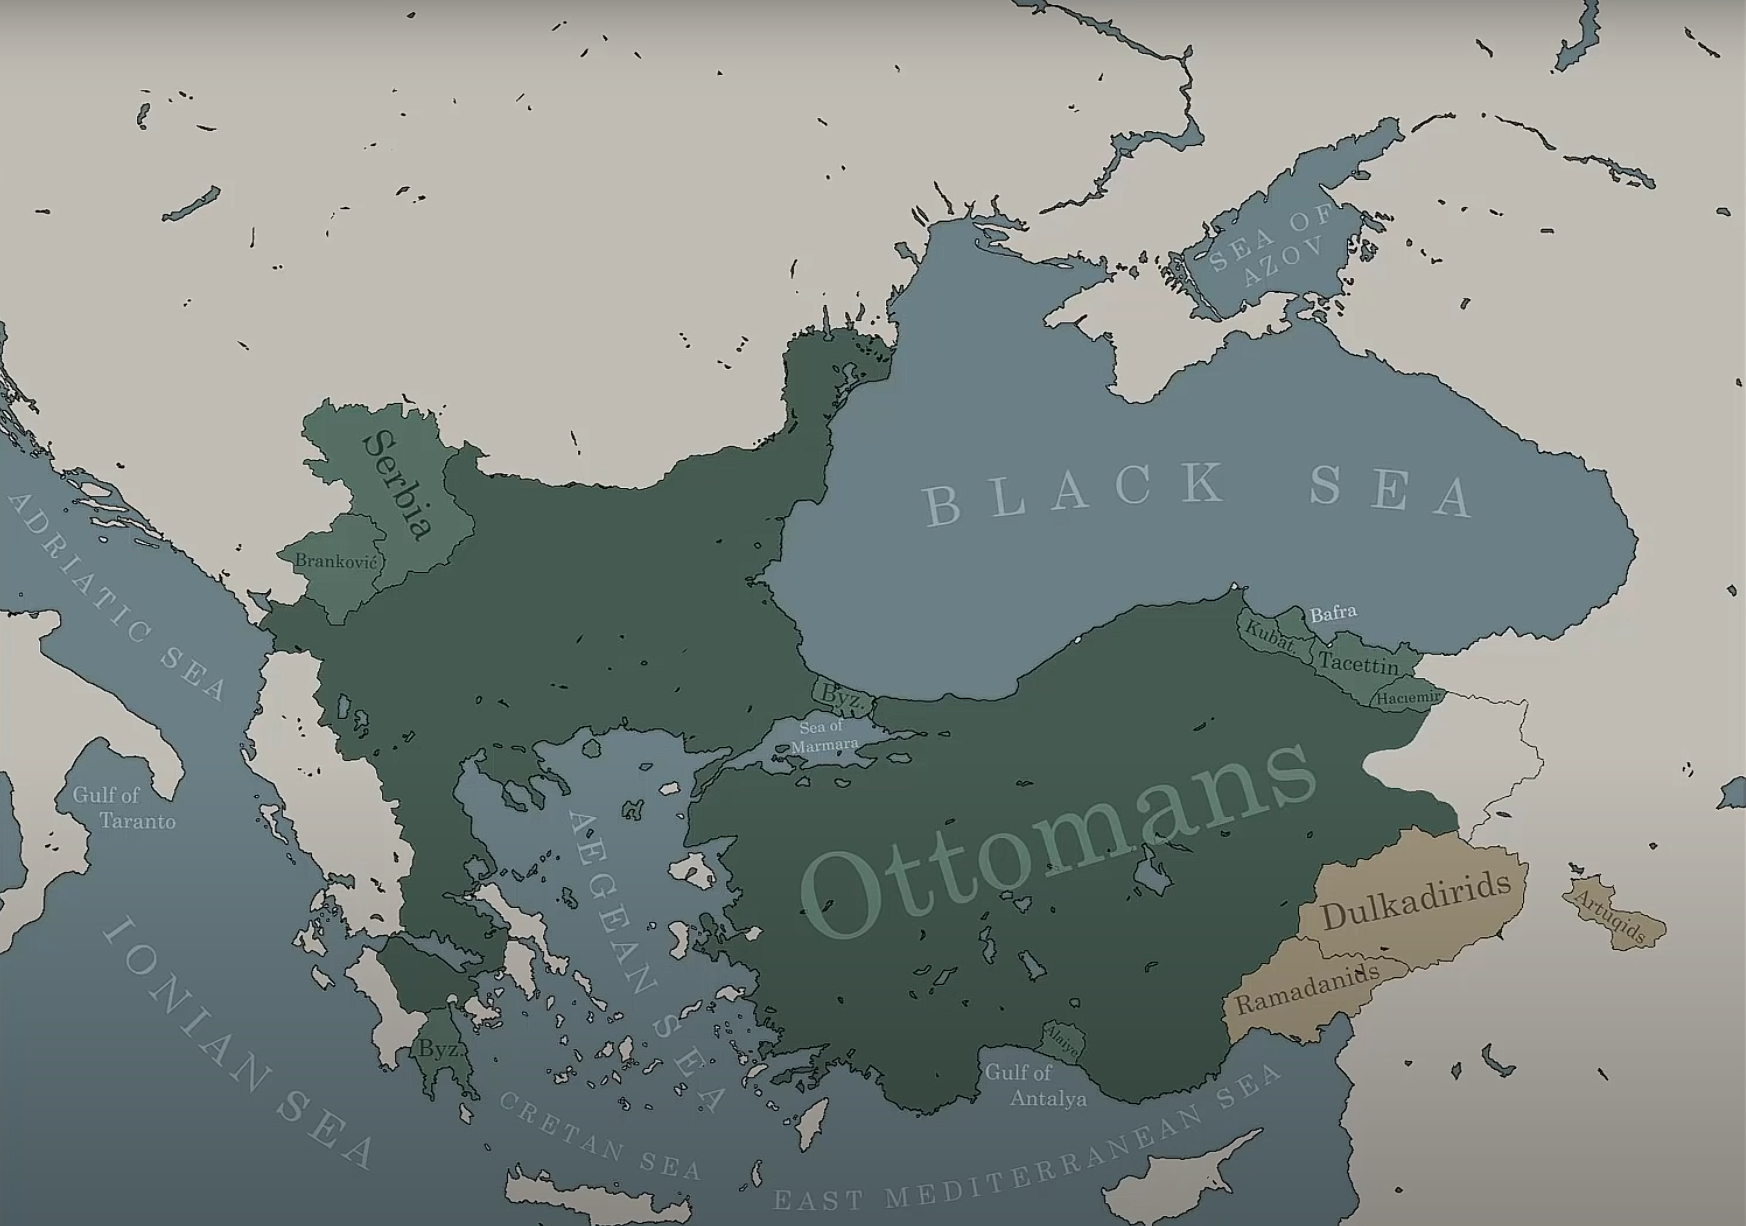 SEA OF
AZOV
Serbia
BLACK SEA
ADRIATIC SEA
Branković
Bafra
Kubat.
Tacettin
Hacıemir
Byz.
Sea of
Marmara
Gulf of
Taranto
Ottomans
AEGEAN SEA
Dulkadirids
Artuqids
Ramadanids
IONIAN SEA
Byz.
Alaiye
Gulf of
Antalya
CRETAN SEA
EAST MEDITERRANEAN SEA